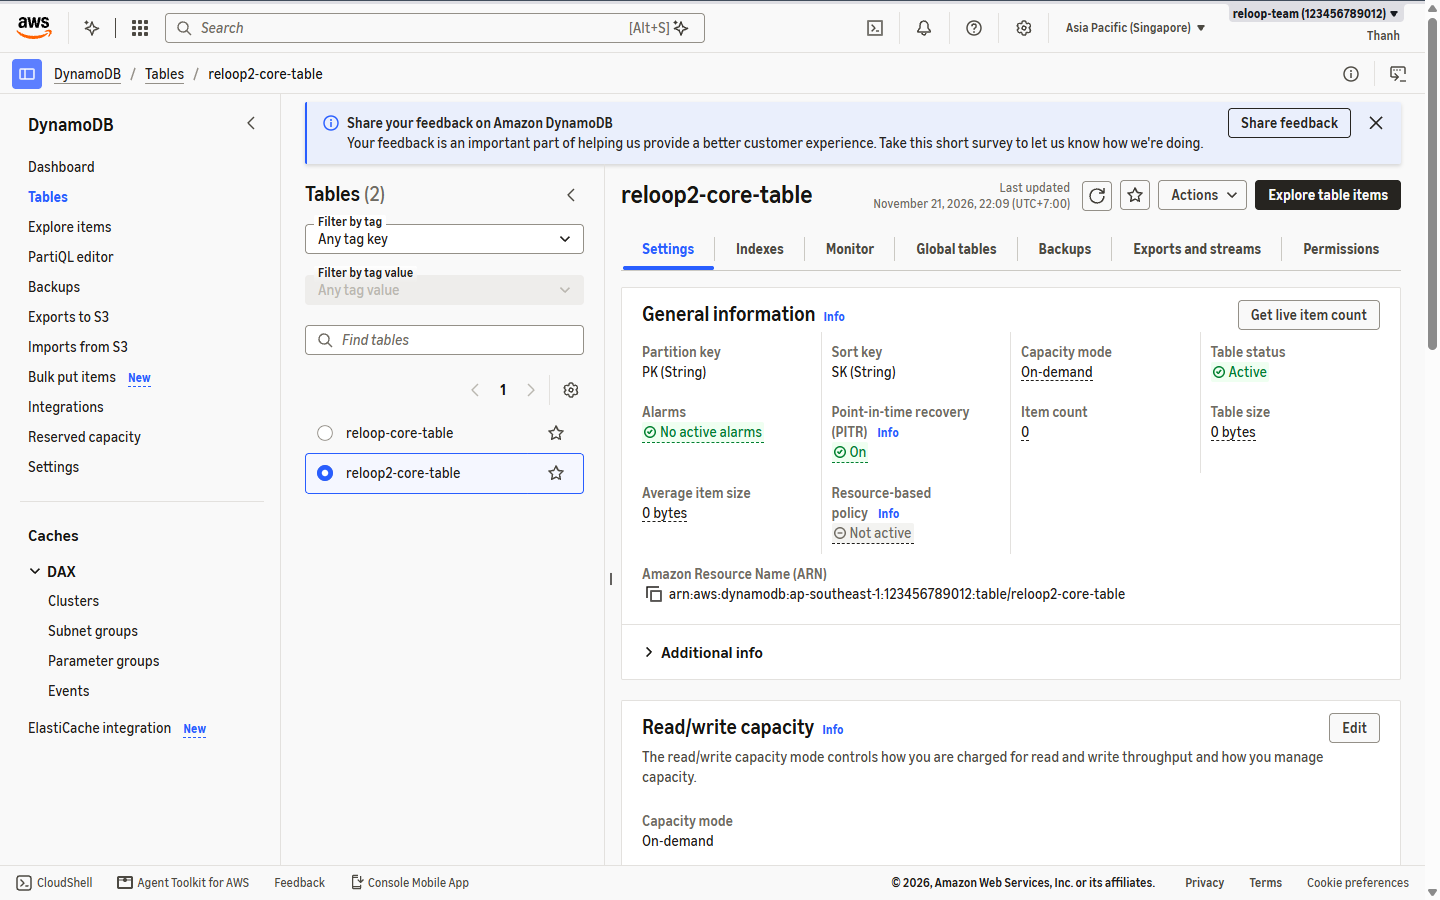 aws
Search
[Alt+S]
Asia Pacific (Singapore)
reloop-team (123456789012)
Thanh
DynamoDB / Tables / reloop2-core-table
DynamoDB
Dashboard
Tables
Explore items
PartiQL editor
Backups
Exports to S3
Imports from S3
Bulk put items New
Integrations
Reserved capacity
Settings
Caches
DAX
Clusters
Subnet groups
Parameter groups
Events
ElastiCache integration New
Share your feedback on Amazon DynamoDB
Your feedback is an important part of helping us provide a better customer experience. Take this short survey to let us know how we're doing.
Share feedback
Tables (2)
Filter by tag
Any tag key
Filter by tag value
Any tag value
Find tables
1
reloop-core-table
reloop2-core-table
reloop2-core-table
Last updated
November 21, 2026, 22:09 (UTC+7:00)
Actions
Explore table items
Settings
Indexes
Monitor
Global tables
Backups
Exports and streams
Permissions
General information Info
Get live item count
Partition key
PK (String)
Sort key
SK (String)
Capacity mode
On-demand
Table status
Active
Alarms
No active alarms
Point-in-time recovery
(PITR) Info
On
Item count
0
Table size
0 bytes
Average item size
0 bytes
Resource-based
policy Info
Not active
Amazon Resource Name (ARN)
arn:aws:dynamodb:ap-southeast-1:123456789012:table/reloop2-core-table
Additional info
Read/write capacity Info
Edit
The read/write capacity mode controls how you are charged for read and write throughput and how you manage
capacity.
Capacity mode
On-demand
CloudShell
Agent Toolkit for AWS
Feedback
Console Mobile App
© 2026, Amazon Web Services, Inc. or its affiliates.
Privacy
Terms
Cookie preferences